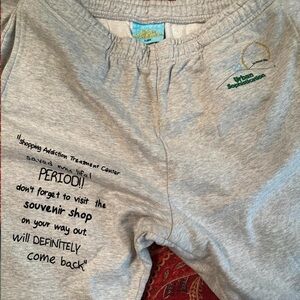 Urban
Sophistication
"Shopping Addiction Treatment Center
saved my life!
PERIOD!!
don't forget to visit the
souvenir shop
on your way out.
will DEFINITELY
come back"